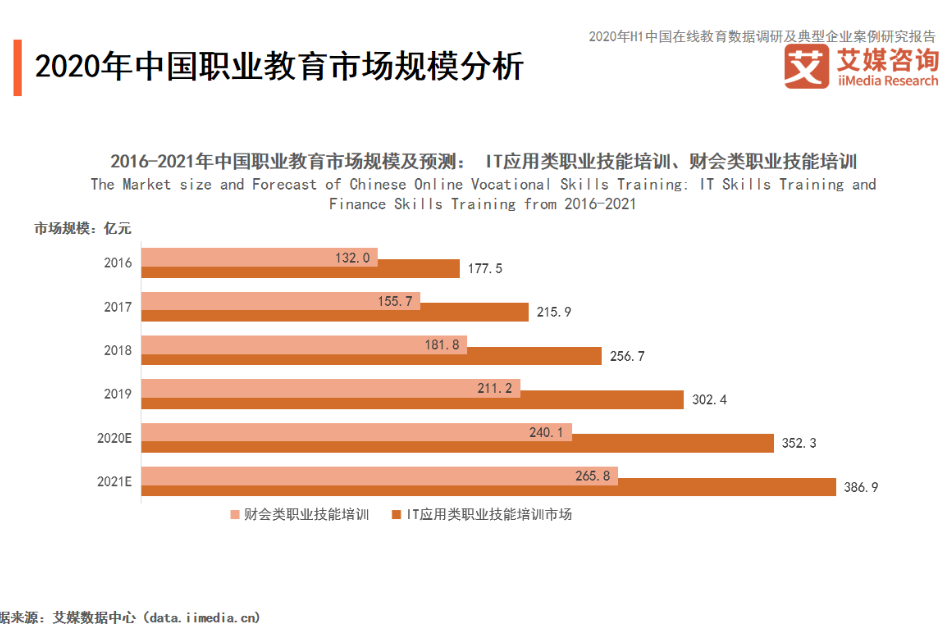 2020年H1中国在线教育数据调研及典型企业案例研究报告
2020年中国职业教育市场规模分析
艾
艾媒咨询
iiMedia Research
2016-2021年中国职业教育市场规模及预测： IT应用类职业技能培训、财会类职业技能培训
The Market size and Forecast of Chinese Online Vocational Skills Training: IT Skills Training and
Finance Skills Training from 2016-2021
市场规模：亿元
2016
132.0
177.5
2017
155.7
215.9
2018
181.8
256.7
2019
211.2
302.4
2020E
240.1
352.3
2021E
265.8
386.9
财会类职业技能培训
IT应用类职业技能培训市场
据来源：艾媒数据中心（data.iimedia.cn）